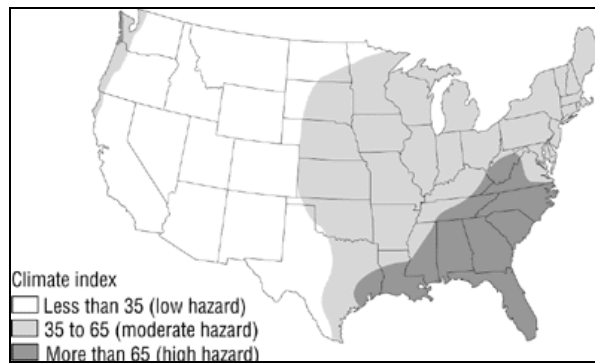 Climate index
Less than 35 (low hazard)
35 to 65 (moderate hazard)
More than 65 (high hazard)